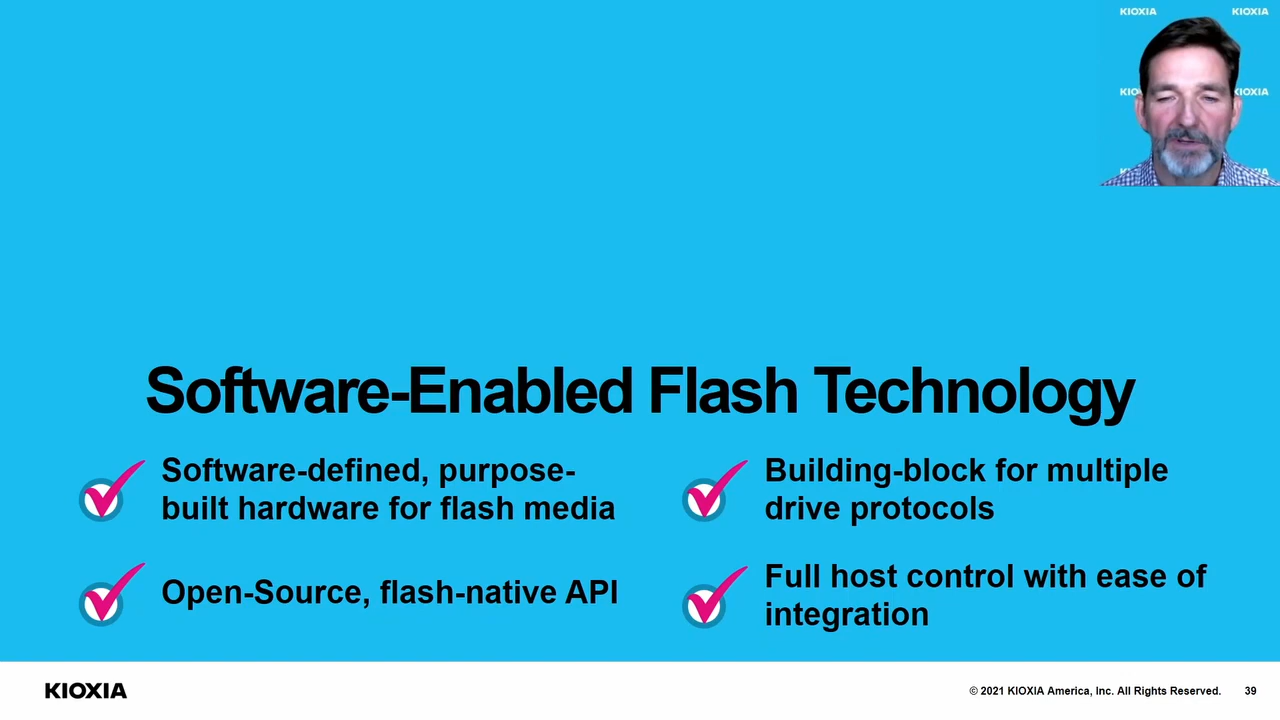 KIOXIA KIOXIA
KIO KIOXIA
Software-Enabled Flash Technology
Software-defined, purpose-
built hardware for flash media
Building-block for multiple
drive protocols
Open-Source, flash-native API
Full host control with ease of
integration
KIOXIA
© 2021 KIOXIA America, Inc. All Rights Reserved. 39